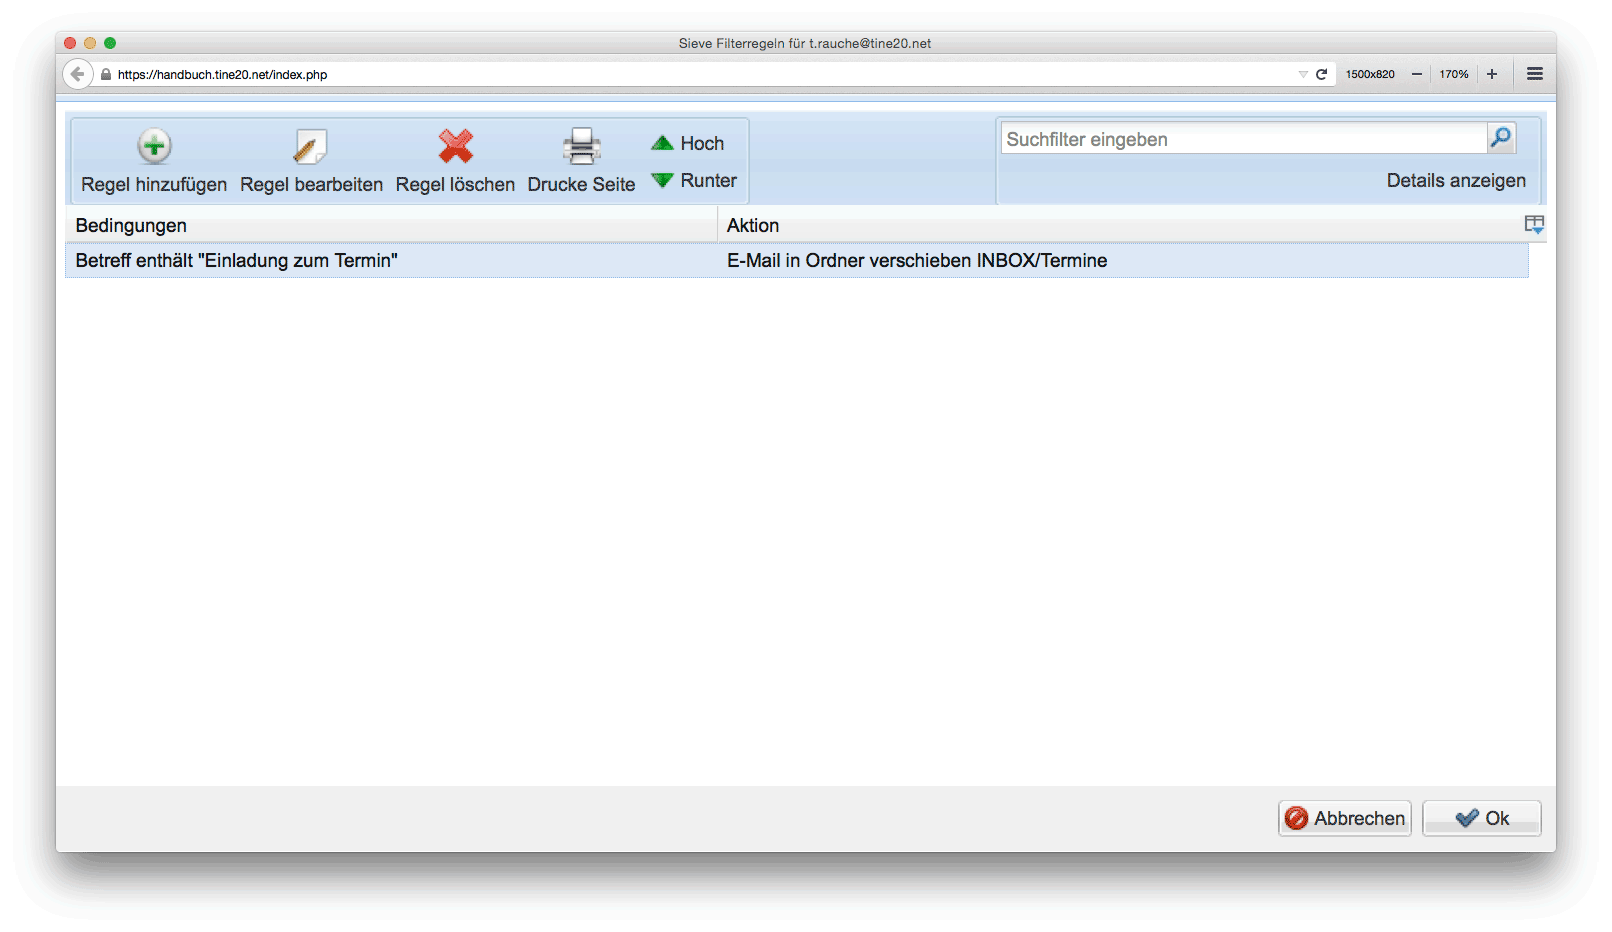 Sieve Filterregeln für t.rauche@tine20.net
https://handbuch.tine20.net/index.php 1500x820 170%
Regel hinzufügen Regel bearbeiten Regel löschen Drucke Seite Hoch Runter
Suchfilter eingeben
Details anzeigen
Bedingungen Aktion
Betreff enthält "Einladung zum Termin" E-Mail in Ordner verschieben INBOX/Termine
Abbrechen Ok